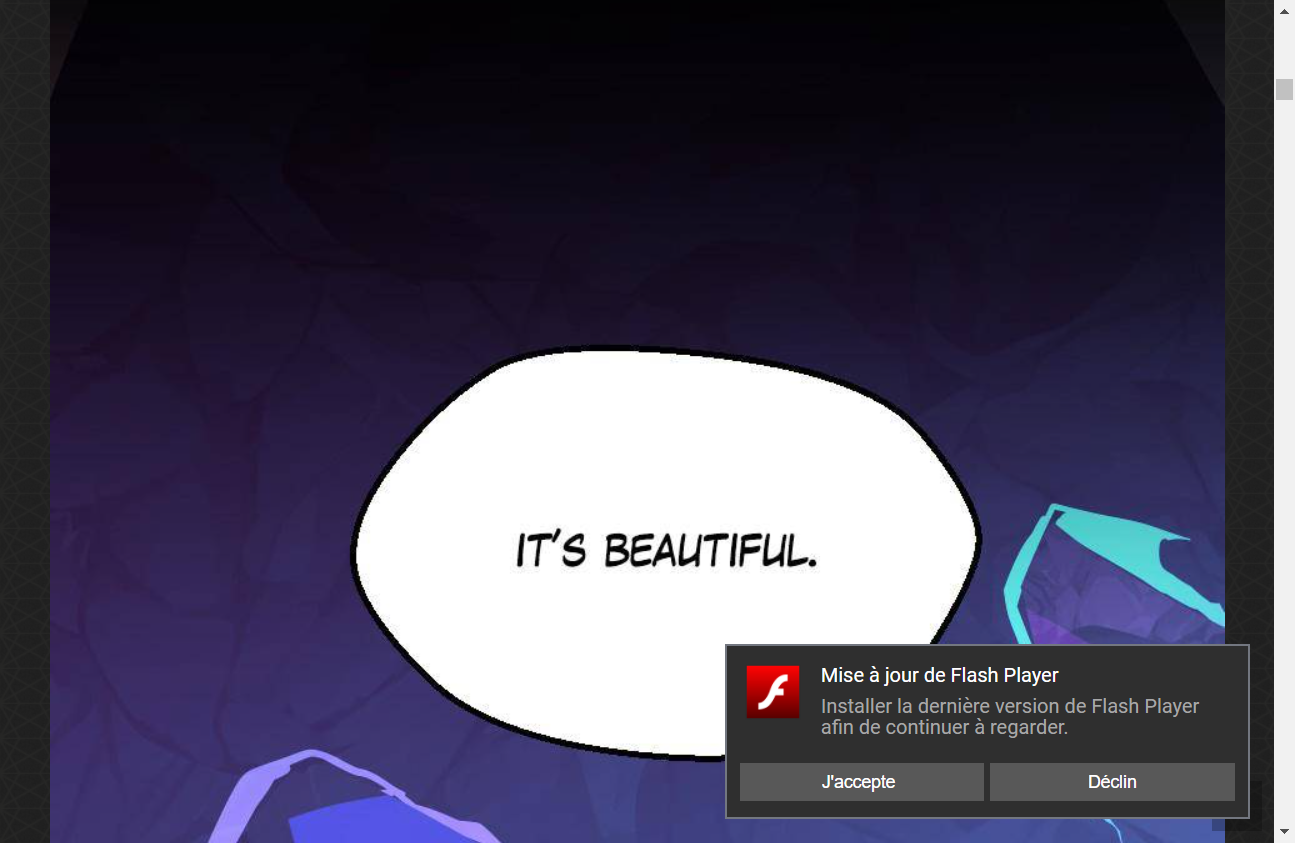 IT'S BEAUTIFUL.
Mise à jour de Flash Player
Installer la dernière version de Flash Player
afin de continuer à regarder.
J'accepte
Déclin